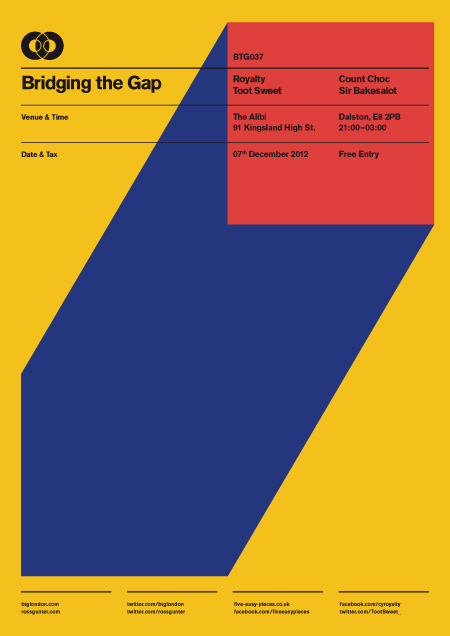 BTG037
Bridging the Gap
Royalty
Toot Sweet
Count Choc
Sir Bakesalot
Venue & Time
The Alibi
91 Kingsland High St.
Dalston, E8 2PB
21:00–03:00
Date & Tax
07th December 2012
Free Entry
btglondon.com
rossgunter.com
twitter.com/btglondon
twitter.com/rossgunter
five-easy-pieces.co.uk
facebook.com/fiveeasypieces
facebook.com/cyroyalty
twitter.com/TootSweet_